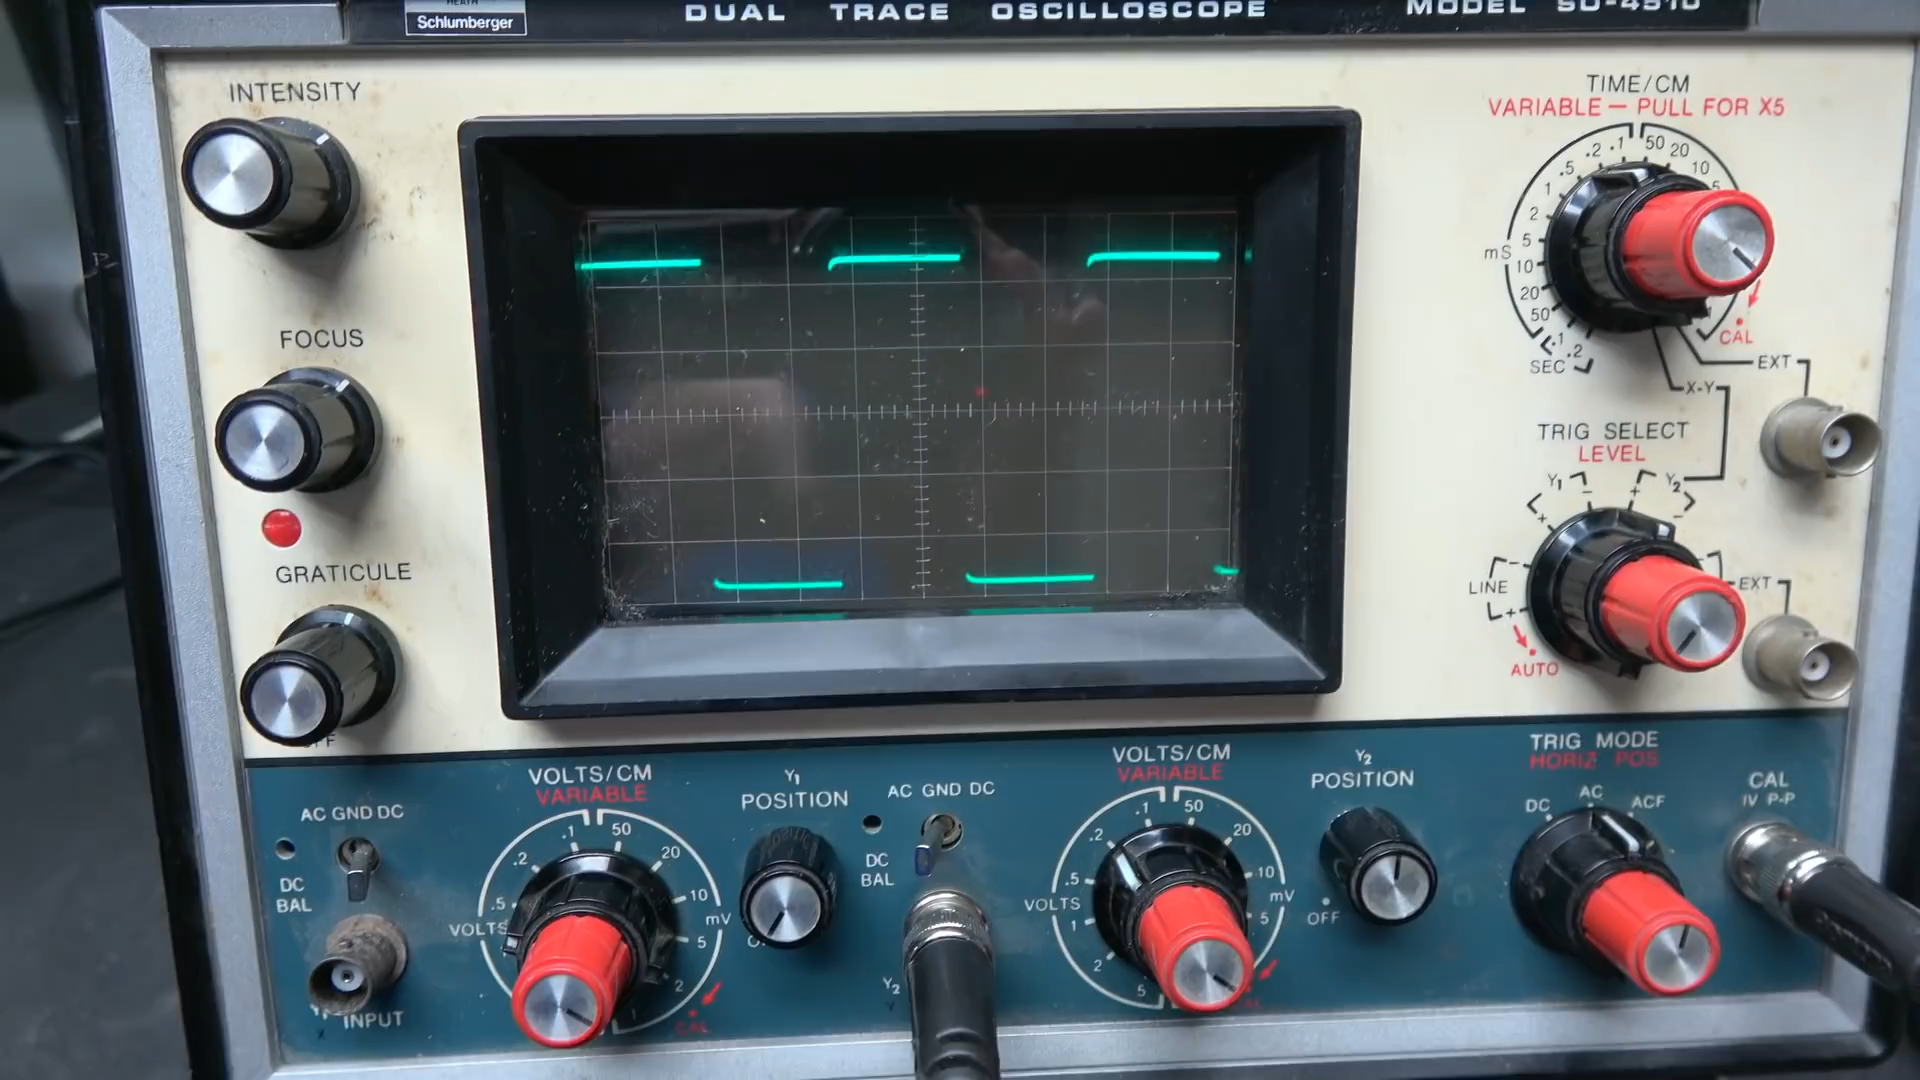 HEATH
Schlumberger
DUAL TRACE OSCILLOSCOPE
MODEL SO-4510
INTENSITY
FOCUS
GRATICULE
TIME/CM
VARIABLE — PULL FOR X5
.5 .2 .1 50 20 10 5
1
2
5
mS
10
20
50
.1
.2
SEC
CAL
EXT
X-Y
TRIG SELECT
LEVEL
Y1 - + Y2
+ -
LINE
+
AUTO
EXT
VOLTS/CM
VARIABLE
.1 50
.2 20
.5 10
VOLTS mV
5
2
1
CAL
Y1
POSITION
AC GND DC
DC
BAL
Y1
X
INPUT
AC GND DC
DC
BAL
Y2
Y
VOLTS/CM
VARIABLE
.1 50
.2 20
.5 10
VOLTS mV
1 5
2
5
Y2
POSITION
OFF
TRIG MODE
HORIZ POS
DC AC ACF
CAL
IV P-P